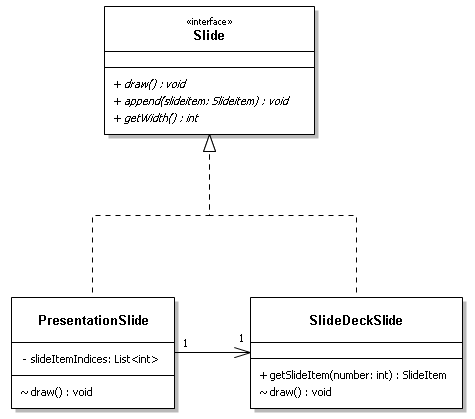 «interface»
Slide
+ draw() : void
+ append(slideitem: Slideitem) : void
+ getWidth() : int
PresentationSlide
- slideItemIndices: List<int>
~ draw() : void
1
1
SlideDeckSlide
+ getSlideItem(number: int) : SlideItem
~ draw() : void